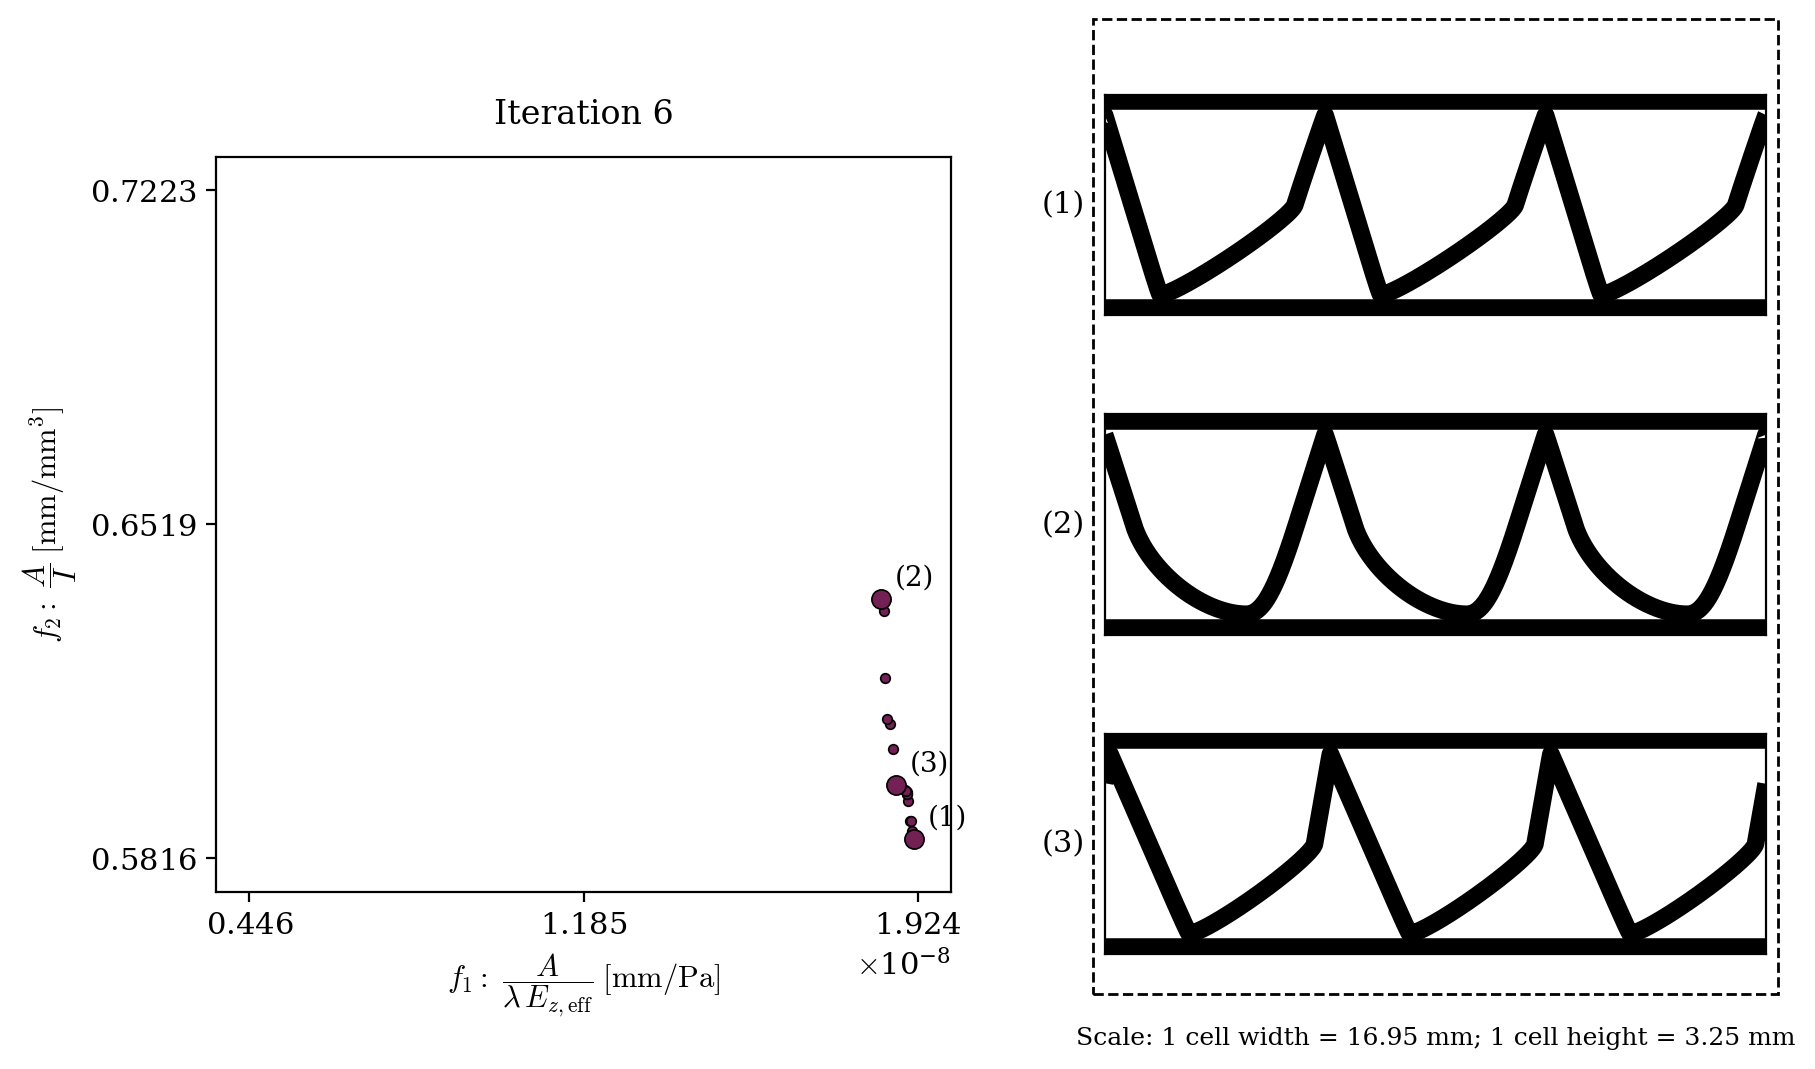 Iteration 6
0.7223
0.6519
0.5816
f₂ : A/I [mm/mm³]
(2)
(3)
(1)
0.446 1.185 1.924
×10⁻⁸
f₁ : A/(λ E_z,eff) [mm/Pa]
(1)
(2)
(3)
Scale: 1 cell width = 16.95 mm; 1 cell height = 3.25 mm